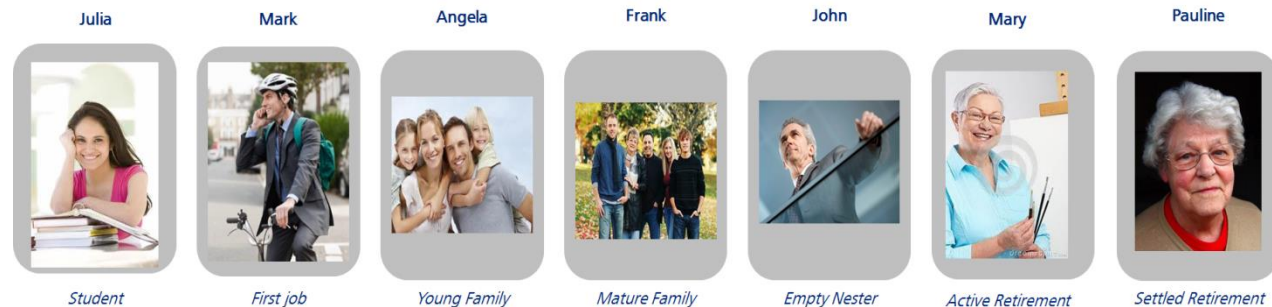 Julia
Mark
Angela
Frank
John
Mary
Pauline
Student
First job
Young Family
Mature Family
Empty Nester
Active Retirement
Settled Retirement